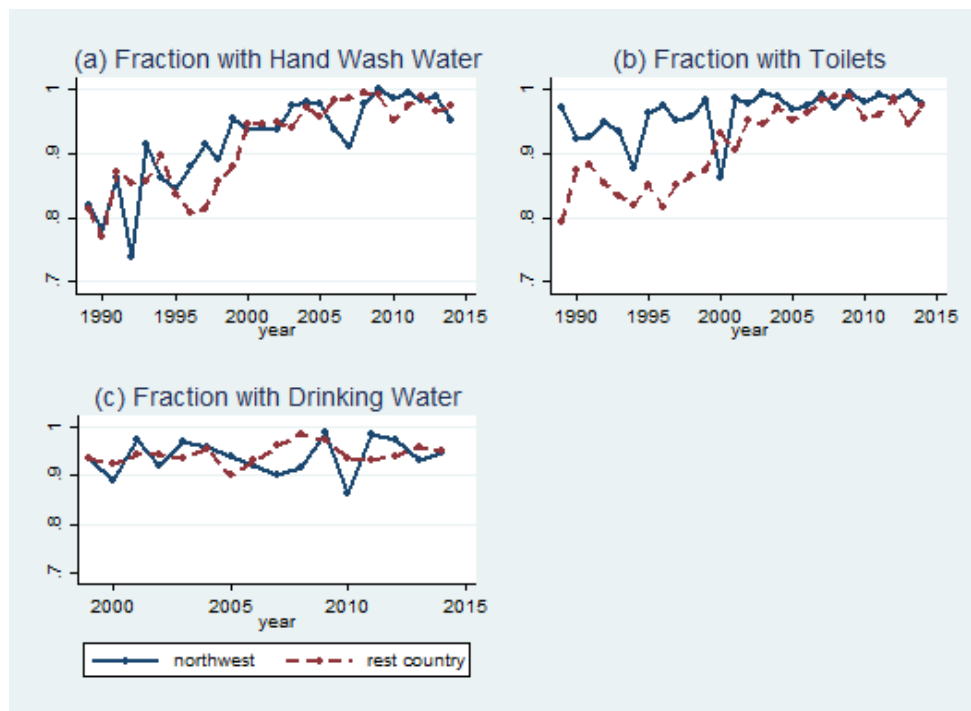 (a) Fraction with Hand Wash Water
1
.9
.8
.7
1990 1995 2000 2005 2010 2015
year
(b) Fraction with Toilets
1
.9
.8
.7
1990 1995 2000 2005 2010 2015
year
(c) Fraction with Drinking Water
1
.9
.8
.7
2000 2005 2010 2015
year
northwest rest country